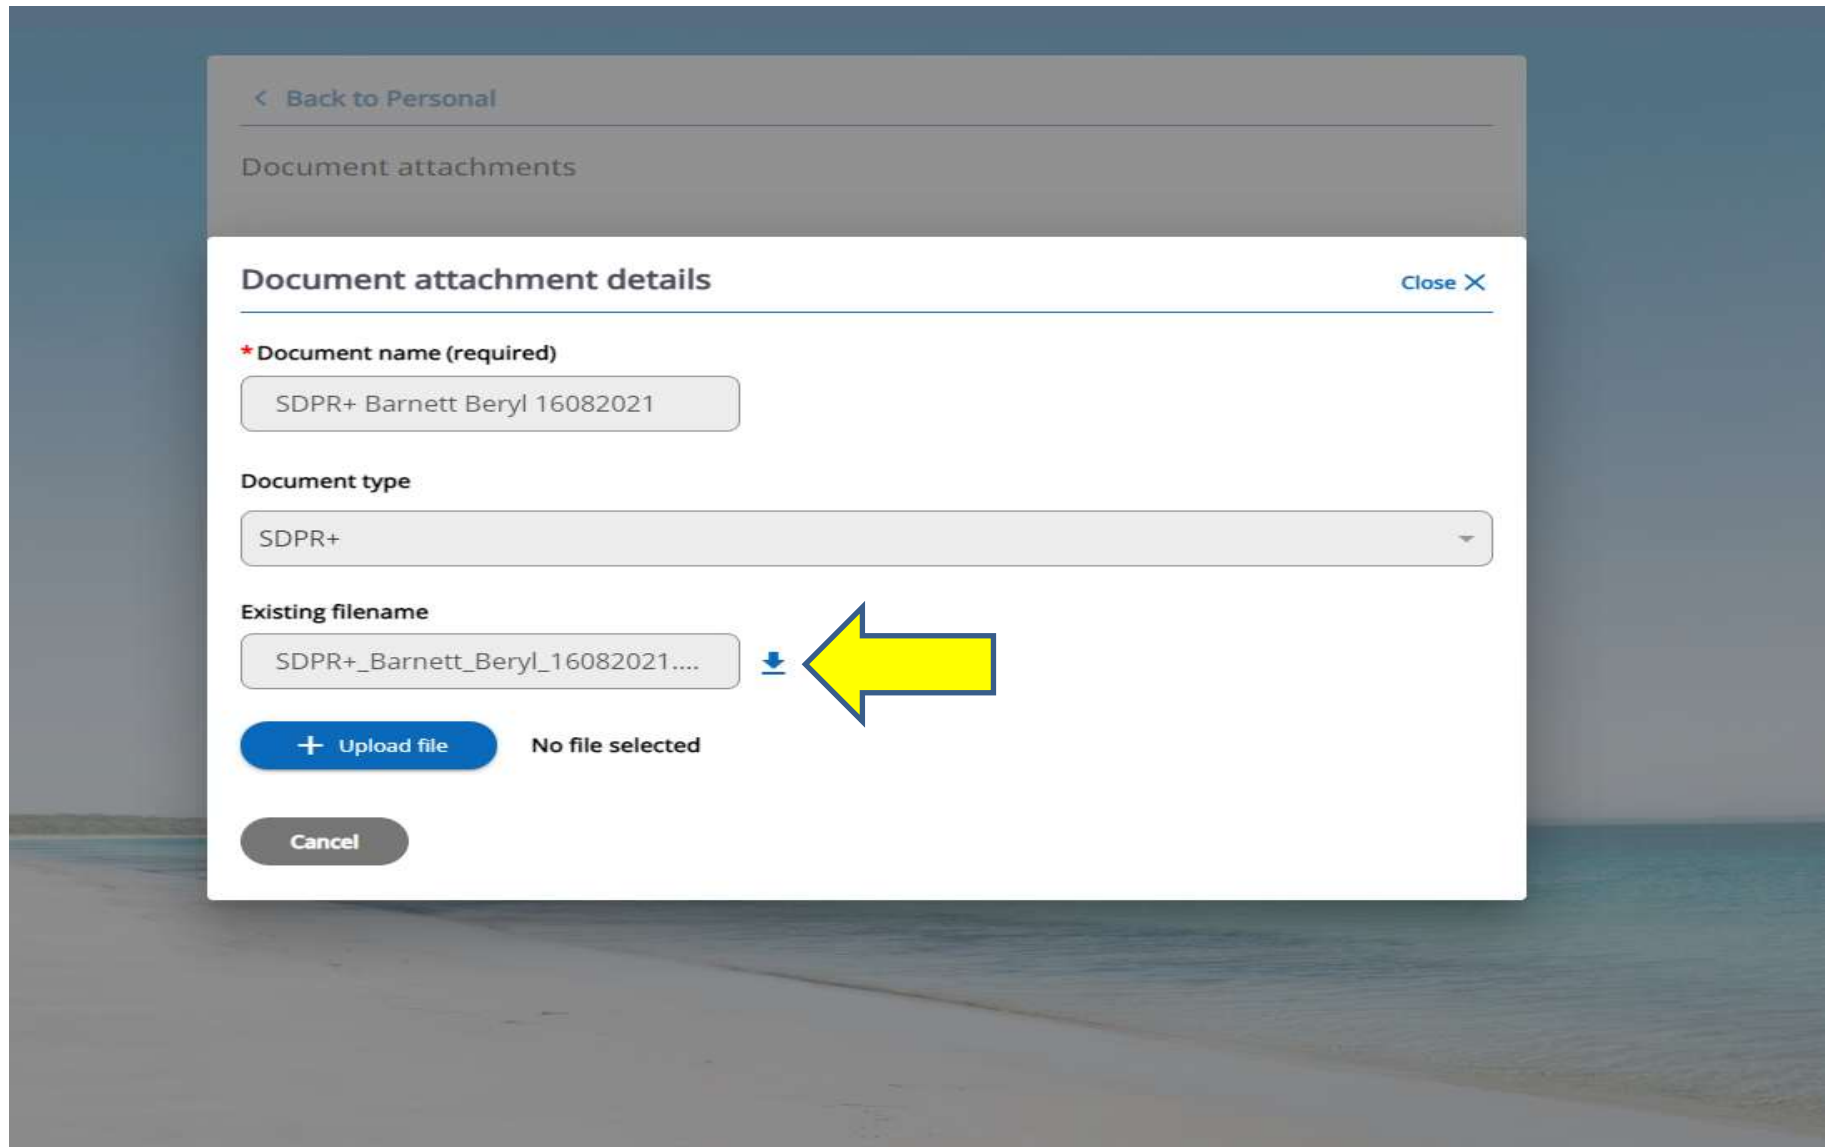 Back to Personal
Document attachments
Document attachment details
Close
*Document name (required)
SDPR+ Barnett Beryl 16082021
Document type
SDPR+
Existing filename
SDPR+_Barnett_Beryl_16082021....
+ Upload file No file selected
Cancel